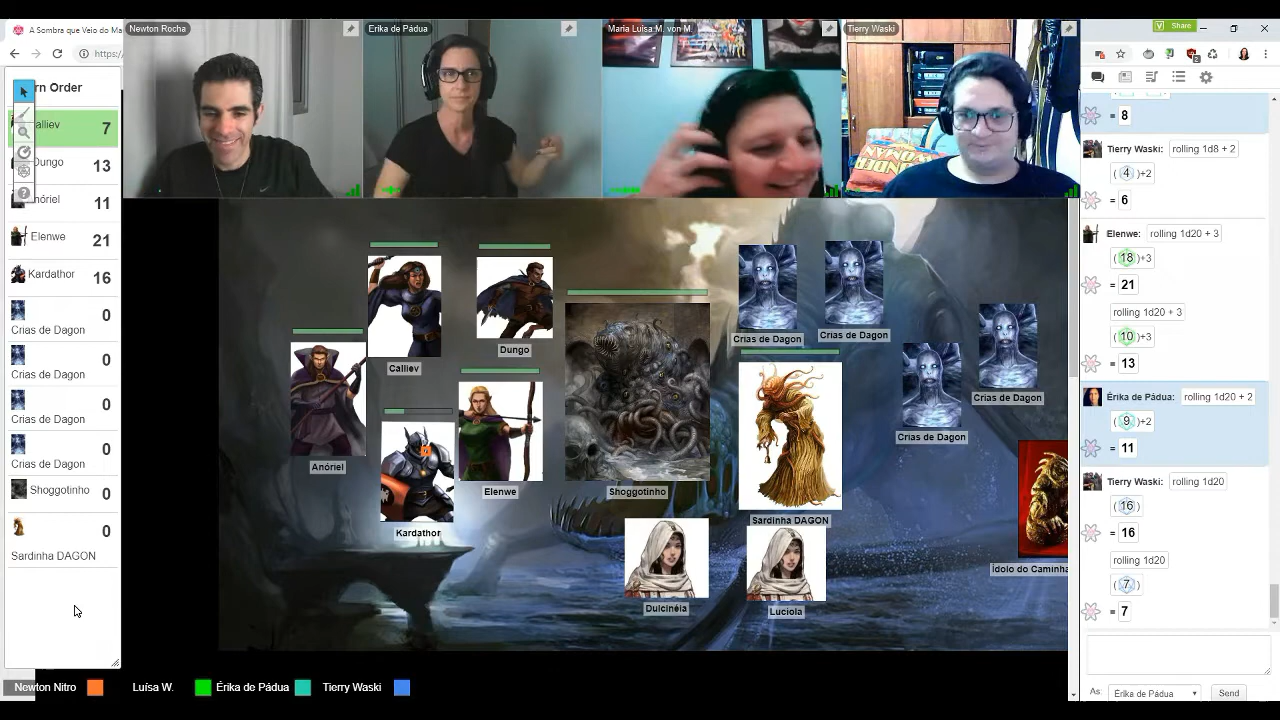 A Sombra que Veio do Ma
https:/
Newton Rocha
Erika de Pádua
Maria Luísa M. von M.
Tierry Waski
Share
rn Order
alliev 7
Dungo 13
nóriel 11
Elenwe 21
Kardathor 16
Crias de Dagon 0
Crias de Dagon 0
Crias de Dagon 0
Crias de Dagon 0
Shoggotinho 0
Sardinha DAGON 0
WONDER
WOMAN
Calliev
Dungo
Anóriel
Kardathor
Elenwe
Shoggotinho
Crias de Dagon
Crias de Dagon
Crias de Dagon
Crias de Dagon
Sardinha DAGON
Ídolo do Caminha
Dulcinéia
Luciola
= 8
Tierry Waski: rolling 1d8 + 2
(4)+2
= 6
Elenwe: rolling 1d20 + 3
(18)+3
= 21
rolling 1d20 + 3
(10)+3
= 13
Érika de Pádua: rolling 1d20 + 2
(9)+2
= 11
Tierry Waski: rolling 1d20
(16)
= 16
rolling 1d20
(7)
= 7
As: Érika de Pádua Send
Newton Nitro Luísa W. Érika de Pádua Tierry Waski